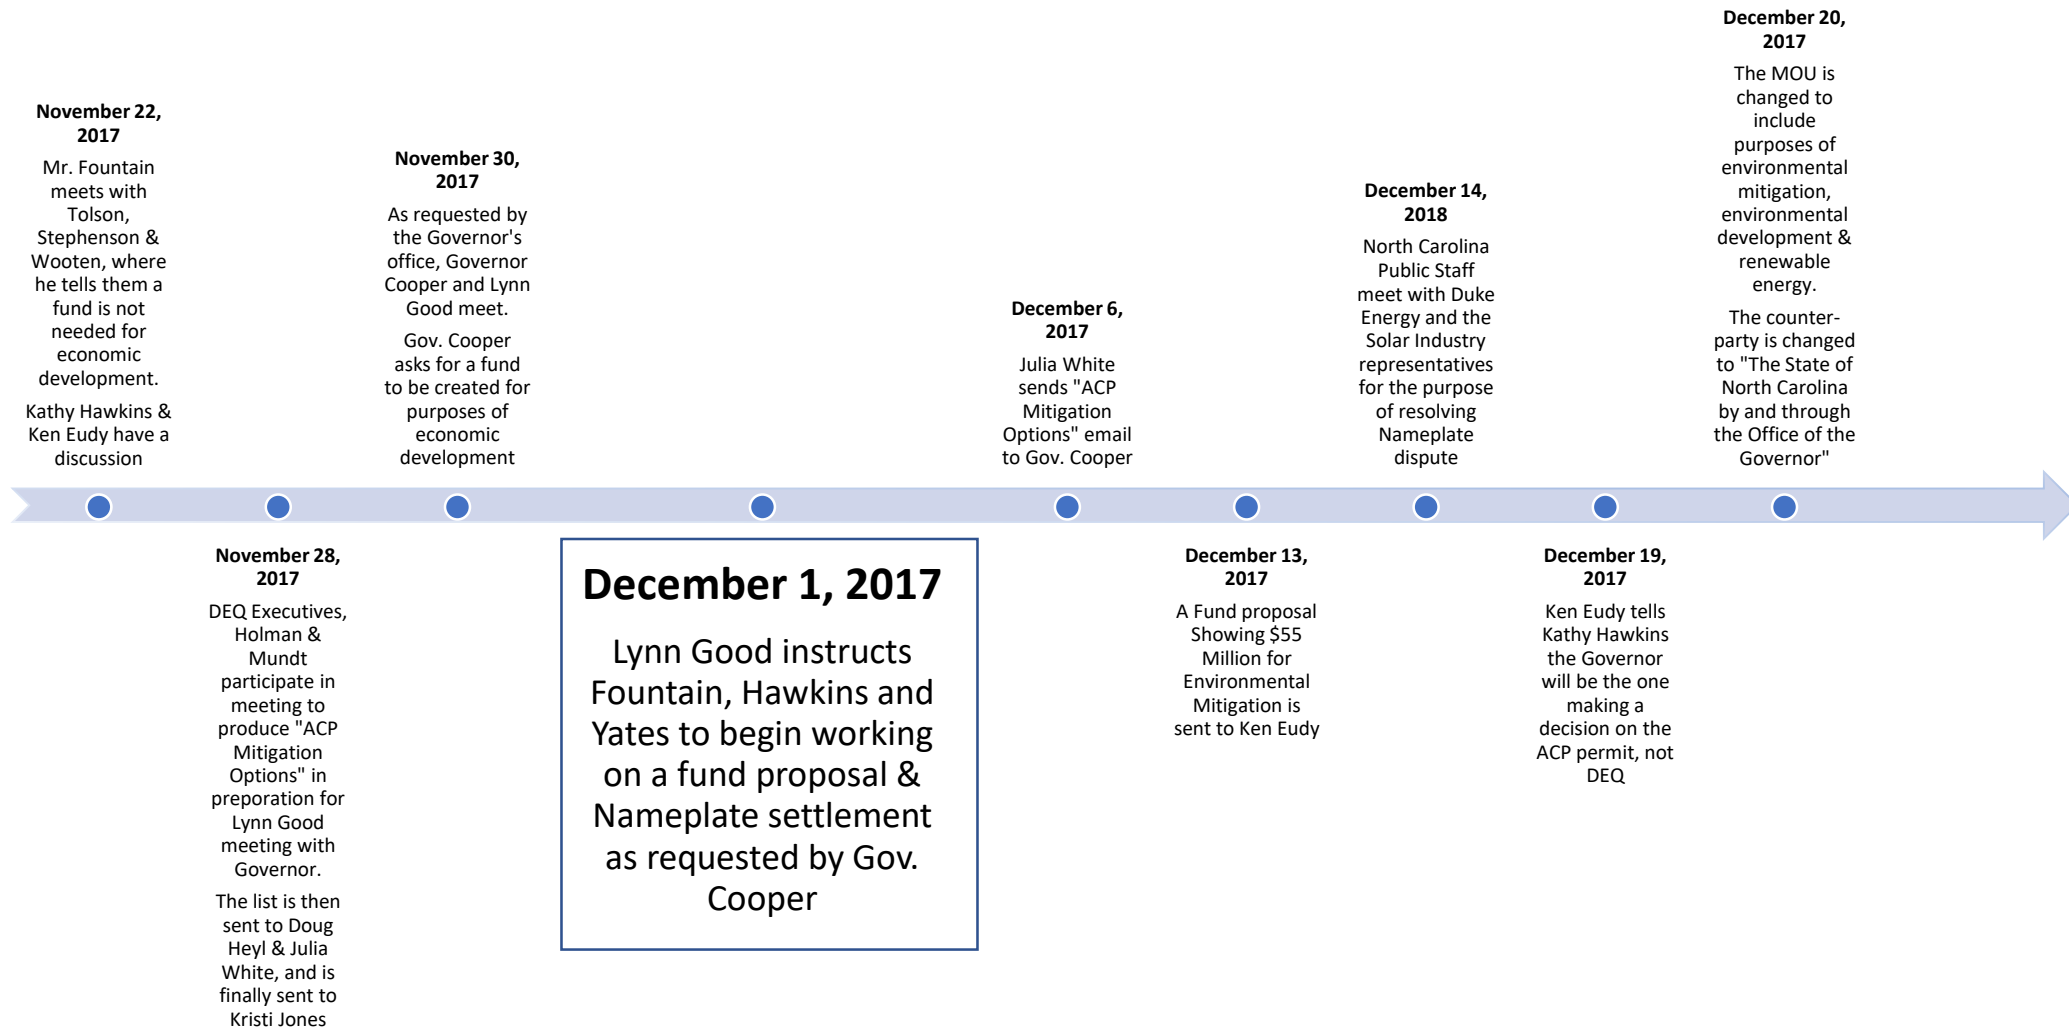 November 22,
2017
Mr. Fountain
meets with
Tolson,
Stephenson &
Wooten, where
he tells them a
fund is not
needed for
economic
development.
Kathy Hawkins &
Ken Eudy have a
discussion
November 28,
2017
DEQ Executives,
Holman &
Mundt
participate in
meeting to
produce "ACP
Mitigation
Options" in
preporation for
Lynn Good
meeting with
Governor.
The list is then
sent to Doug
Heyl & Julia
White, and is
finally sent to
Kristi Jones
November 30,
2017
As requested by
the Governor's
office, Governor
Cooper and Lynn
Good meet.
Gov. Cooper
asks for a fund
to be created for
purposes of
economic
development
December 1, 2017
Lynn Good instructs
Fountain, Hawkins and
Yates to begin working
on a fund proposal &
Nameplate settlement
as requested by Gov.
Cooper
December 6,
2017
Julia White
sends "ACP
Mitigation
Options" email
to Gov. Cooper
December 13,
2017
A Fund proposal
Showing $55
Million for
Environmental
Mitigation is
sent to Ken Eudy
December 14,
2018
North Carolina
Public Staff
meet with Duke
Energy and the
Solar Industry
representatives
for the purpose
of resolving
Nameplate
dispute
December 19,
2017
Ken Eudy tells
Kathy Hawkins
the Governor
will be the one
making a
decision on the
ACP permit, not
DEQ
December 20,
2017
The MOU is
changed to
include
purposes of
environmental
mitigation,
environmental
development &
renewable
energy.
The counter-
party is changed
to "The State of
North Carolina
by and through
the Office of the
Governor"